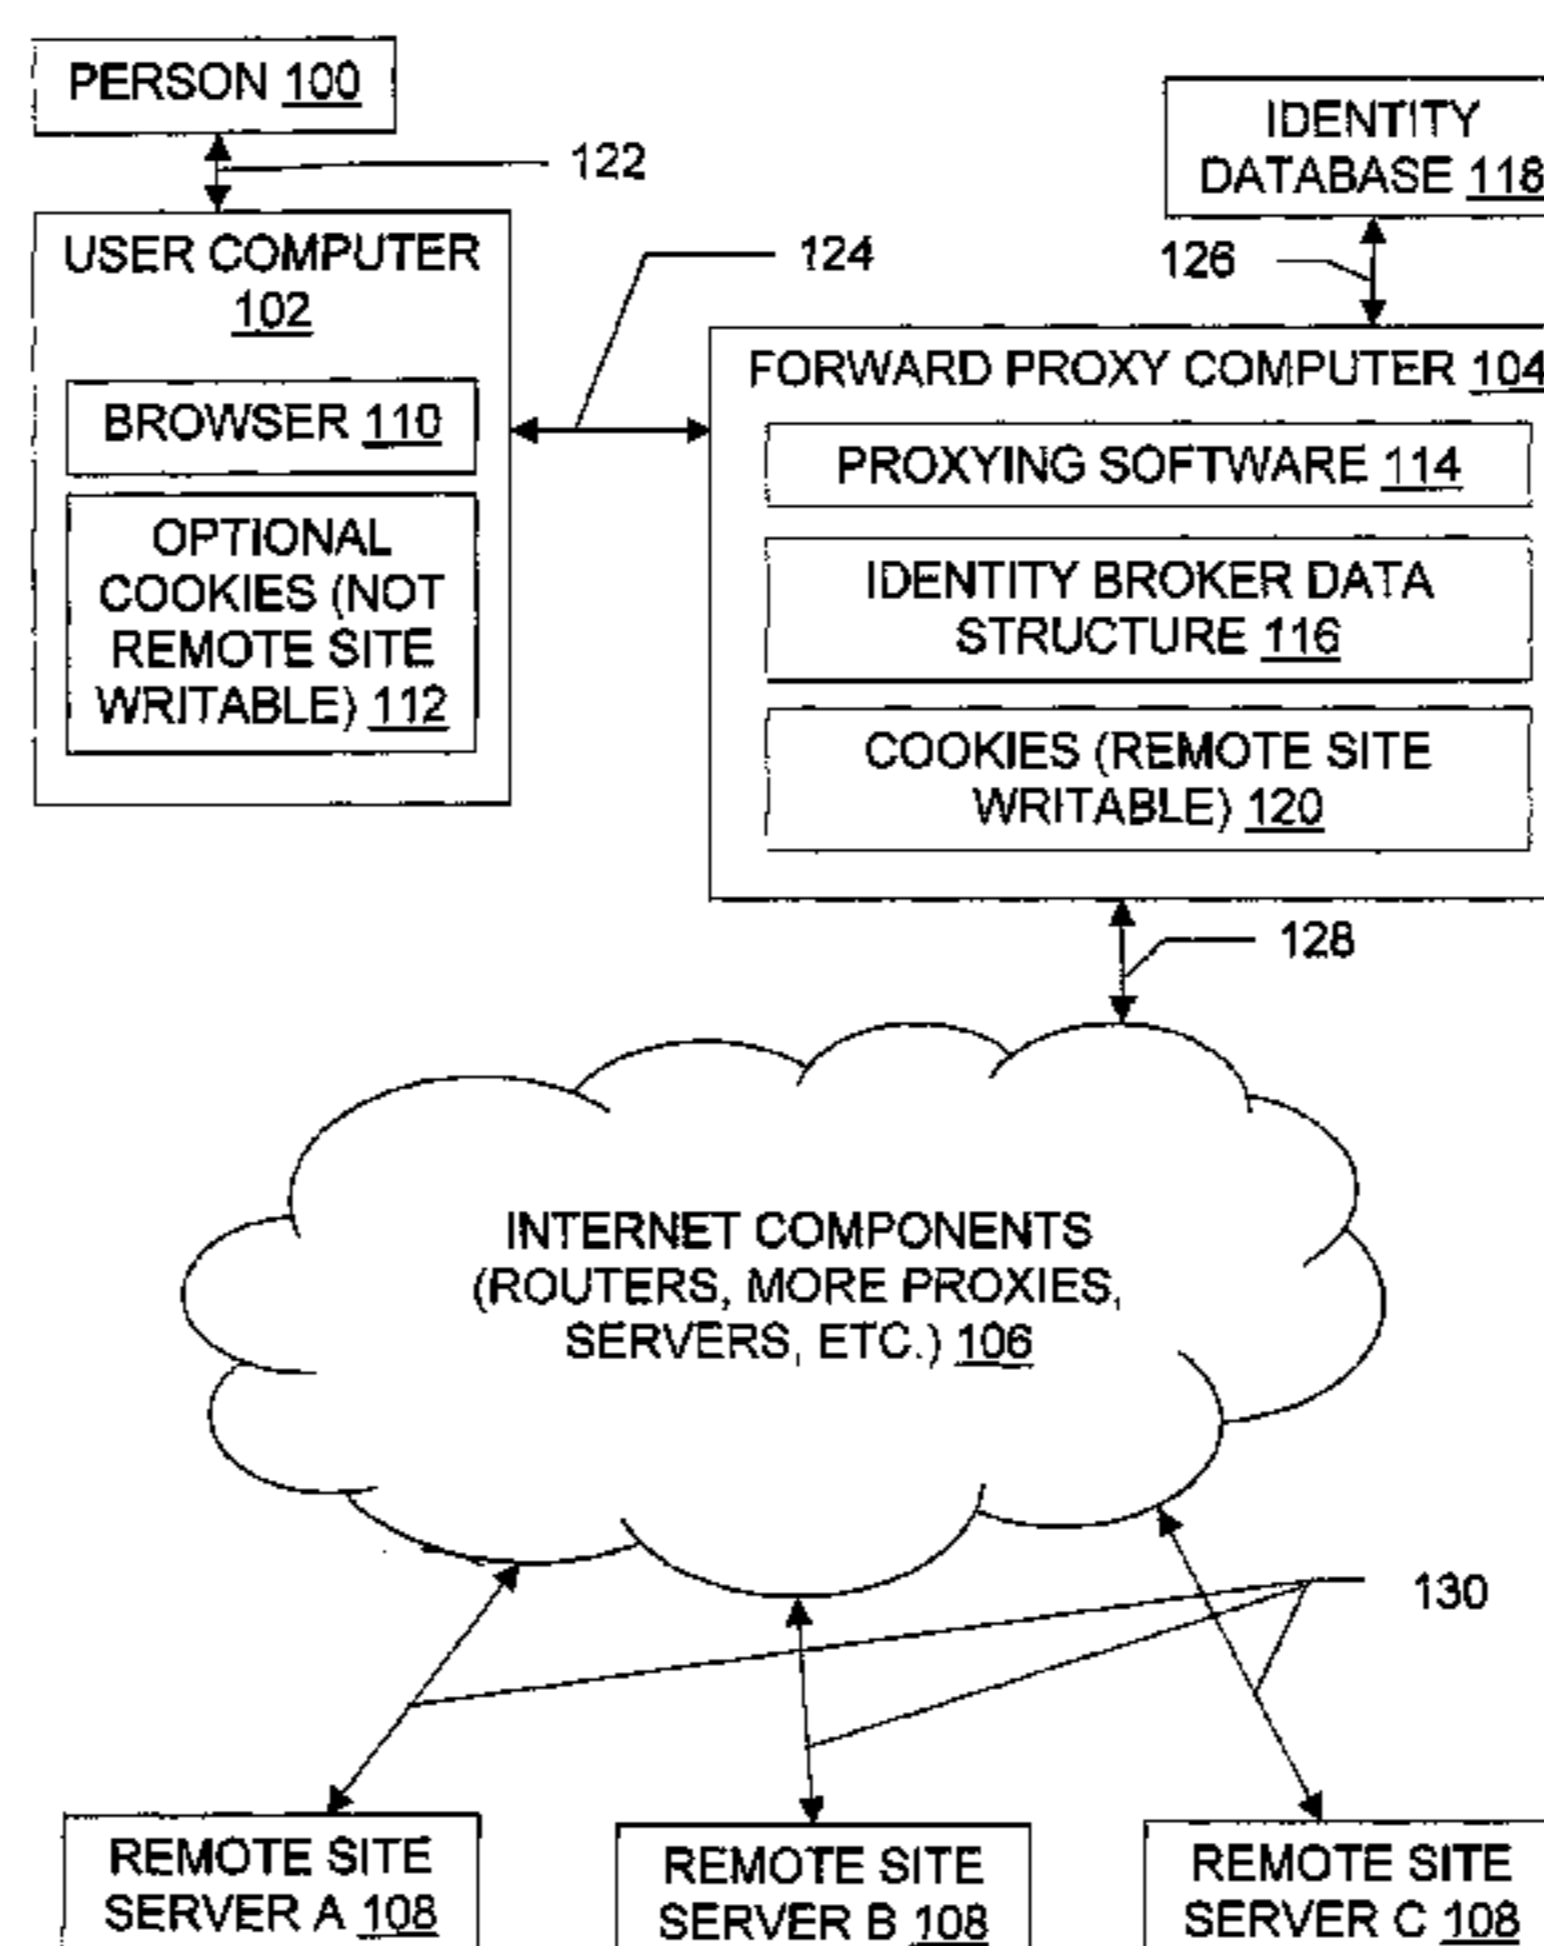 PERSON 100
122
IDENTITY
DATABASE 118
USER COMPUTER
102
124
126
BROWSER 110
OPTIONAL
COOKIES (NOT
REMOTE SITE
WRITABLE) 112
FORWARD PROXY COMPUTER 104
PROXYING SOFTWARE 114
IDENTITY BROKER DATA
STRUCTURE 116
COOKIES (REMOTE SITE
WRITABLE) 120
128
INTERNET COMPONENTS
(ROUTERS, MORE PROXIES,
SERVERS, ETC.) 106
130
REMOTE SITE
SERVER A 108
REMOTE SITE
SERVER B 108
REMOTE SITE
SERVER C 108